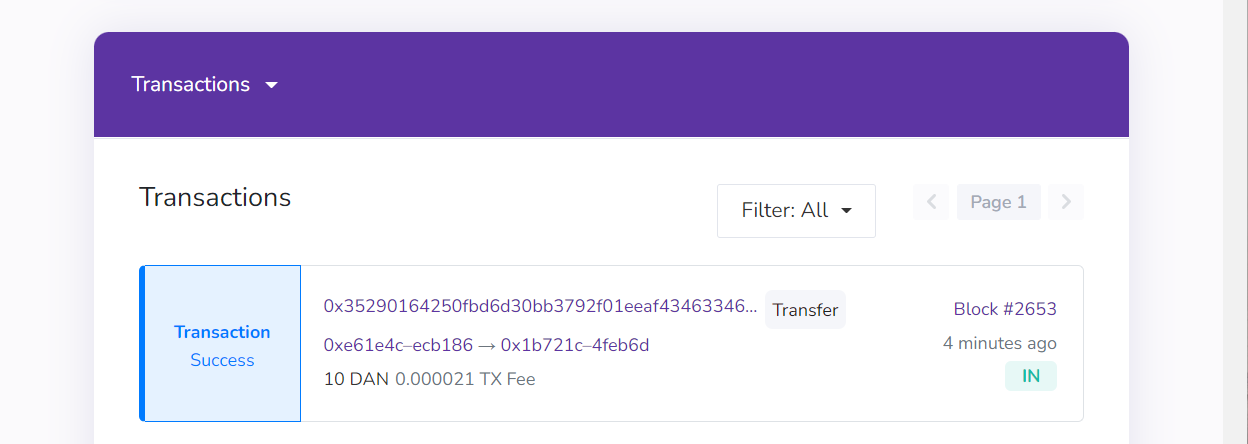 Transactions
Transactions
Filter: All
Page 1
Transaction
Success
0x35290164250fbd6d30bb3792f01eeaf43463346... Transfer
0xe61e4c–ecb186 → 0x1b721c–4feb6d
10 DAN 0.000021 TX Fee
Block #2653
4 minutes ago
IN